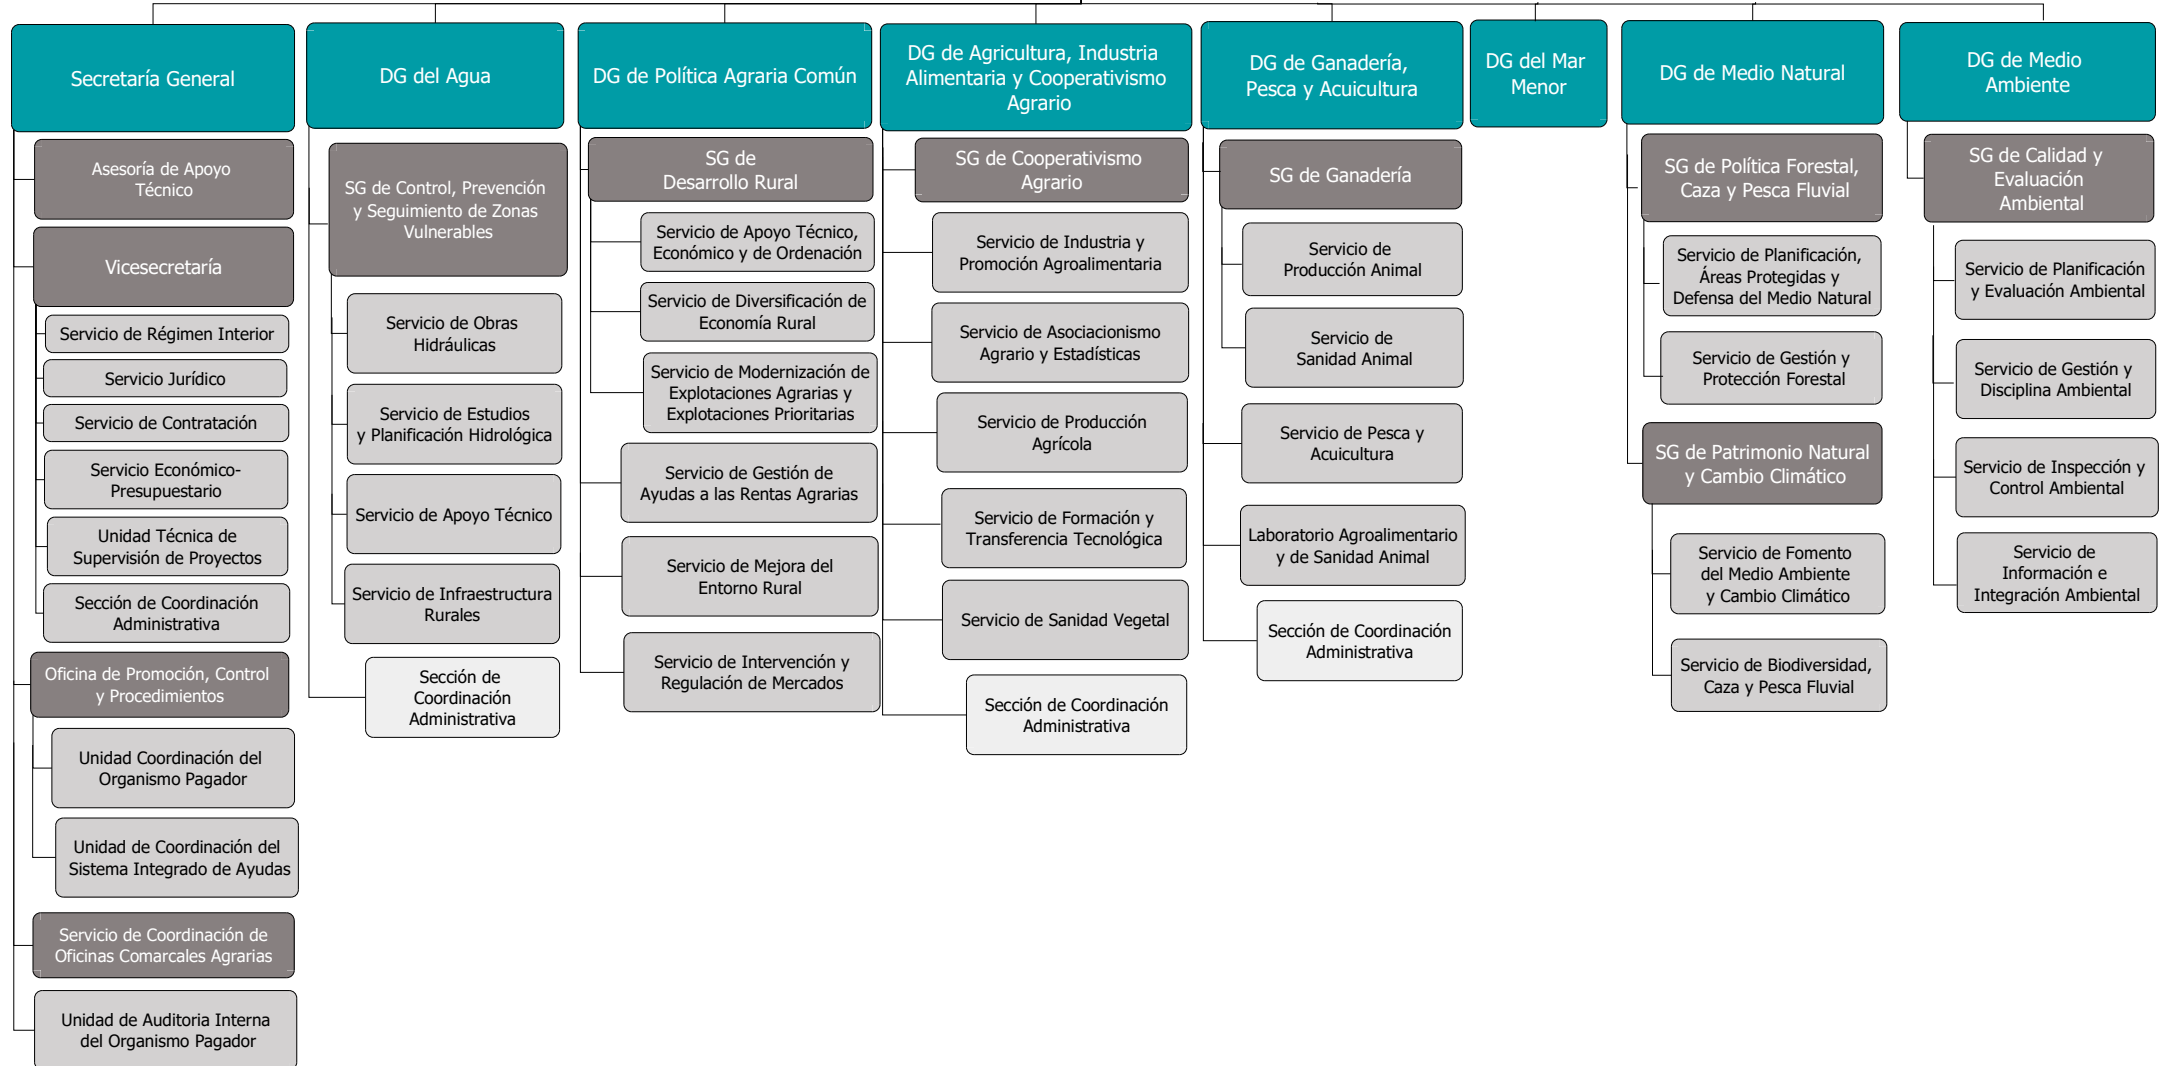 Secretaría General
Asesoría de Apoyo
Técnico
Vicesecretaría
Servicio de Régimen Interior
Servicio Jurídico
Servicio de Contratación
Servicio Económico-
Presupuestario
Unidad Técnica de
Supervisión de Proyectos
Sección de Coordinación
Administrativa
Oficina de Promoción, Control
y Procedimientos
Unidad Coordinación del
Organismo Pagador
Unidad de Coordinación del
Sistema Integrado de Ayudas
Servicio de Coordinación de
Oficinas Comarcales Agrarias
Unidad de Auditoria Interna
del Organismo Pagador
DG del Agua
SG de Control, Prevención
y Seguimiento de Zonas
Vulnerables
Servicio de Obras
Hidráulicas
Servicio de Estudios
y Planificación Hidrológica
Servicio de Apoyo Técnico
Servicio de Infraestructura
Rurales
Sección de
Coordinación
Administrativa
DG de Política Agraria Común
SG de
Desarrollo Rural
Servicio de Apoyo Técnico,
Económico y de Ordenación
Servicio de Diversificación de
Economía Rural
Servicio de Modernización de
Explotaciones Agrarias y
Explotaciones Prioritarias
Servicio de Gestión de
Ayudas a las Rentas Agrarias
Servicio de Mejora del
Entorno Rural
Servicio de Intervención y
Regulación de Mercados
DG de Agricultura, Industria
Alimentaria y Cooperativismo
Agrario
SG de Cooperativismo
Agrario
Servicio de Industria y
Promoción Agroalimentaria
Servicio de Asociacionismo
Agrario y Estadísticas
Servicio de Producción
Agrícola
Servicio de Formación y
Transferencia Tecnológica
Servicio de Sanidad Vegetal
Sección de Coordinación
Administrativa
DG de Ganadería,
Pesca y Acuicultura
SG de Ganadería
Servicio de
Producción Animal
Servicio de
Sanidad Animal
Servicio de Pesca y
Acuicultura
Laboratorio Agroalimentario
y de Sanidad Animal
Sección de Coordinación
Administrativa
DG del Mar
Menor
DG de Medio Natural
SG de Política Forestal,
Caza y Pesca Fluvial
Servicio de Planificación,
Áreas Protegidas y
Defensa del Medio Natural
Servicio de Gestión y
Protección Forestal
SG de Patrimonio Natural
y Cambio Climático
Servicio de Fomento
del Medio Ambiente
y Cambio Climático
Servicio de Biodiversidad,
Caza y Pesca Fluvial
DG de Medio
Ambiente
SG de Calidad y
Evaluación
Ambiental
Servicio de Planificación
y Evaluación Ambiental
Servicio de Gestión y
Disciplina Ambiental
Servicio de Inspección y
Control Ambiental
Servicio de
Información e
Integración Ambiental